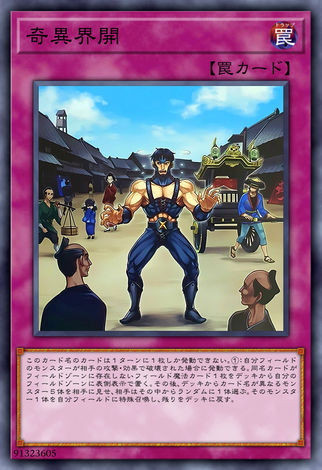 奇異界開
トラップ
罠
【罠カード】
このカード名のカードは１ターンに１枚しか発動できない。①：自分フィールド
のモンスターが相手の攻撃・効果で破壊された場合に発動できる。同名カードが
フィールドゾーンに存在しないフィールド魔法カード１枚をデッキから自分の
フィールドゾーンに表側表示で置く。その後、デッキからカード名が異なるモン
スター５体を相手に見せ、相手はその中からランダムに１体選ぶ。そのモンスタ
ー１体を自分フィールドに特殊召喚し、残りをデッキに戻す。
91323605